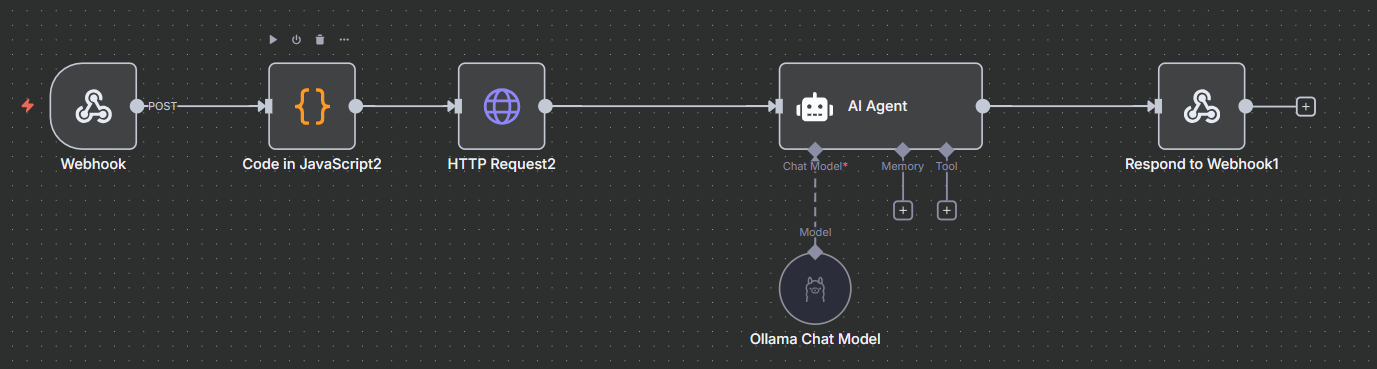 POST
AI Agent
Webhook
Code in JavaScript2
HTTP Request2
Chat Model*
Memory
Tool
Respond to Webhook1
Model
Ollama Chat Model